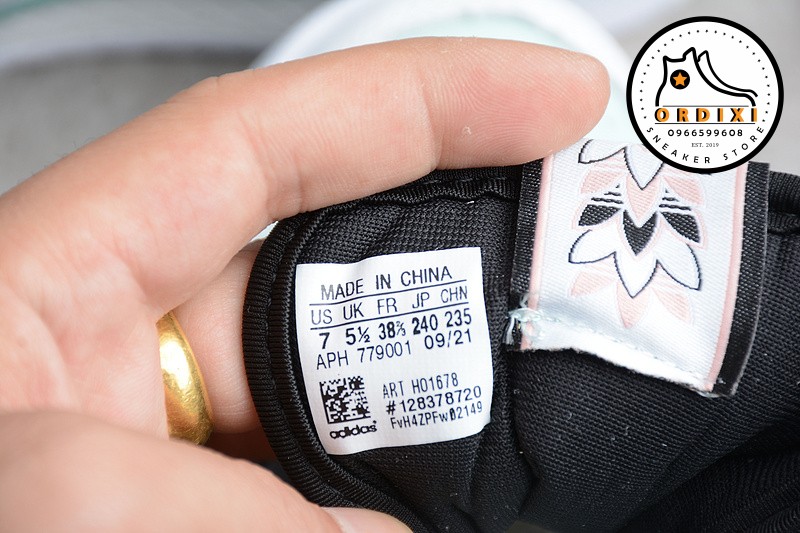 ORDIXI
0966599608
EST. 2019
SNEAKER STORE
MADE IN CHINA
US UK FR JP CHN
7 5½ 38⅔ 240 235
APH 779001 09/21
ART H01678
#128378720
FvH4ZPFwD2149
adidas